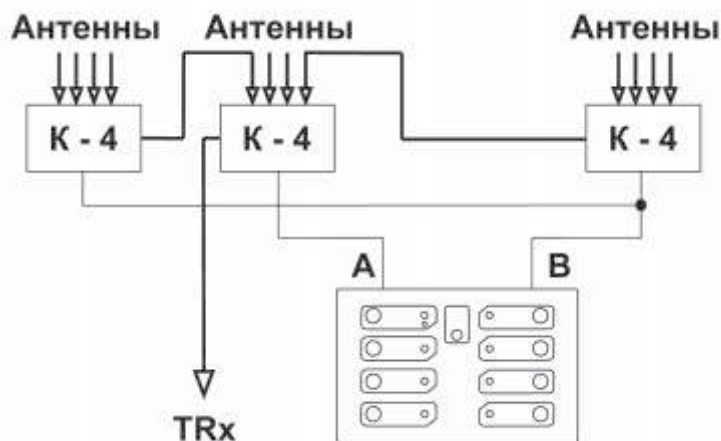 Антенны Антенны Антенны
К - 4 К - 4 К - 4
А В
TRx